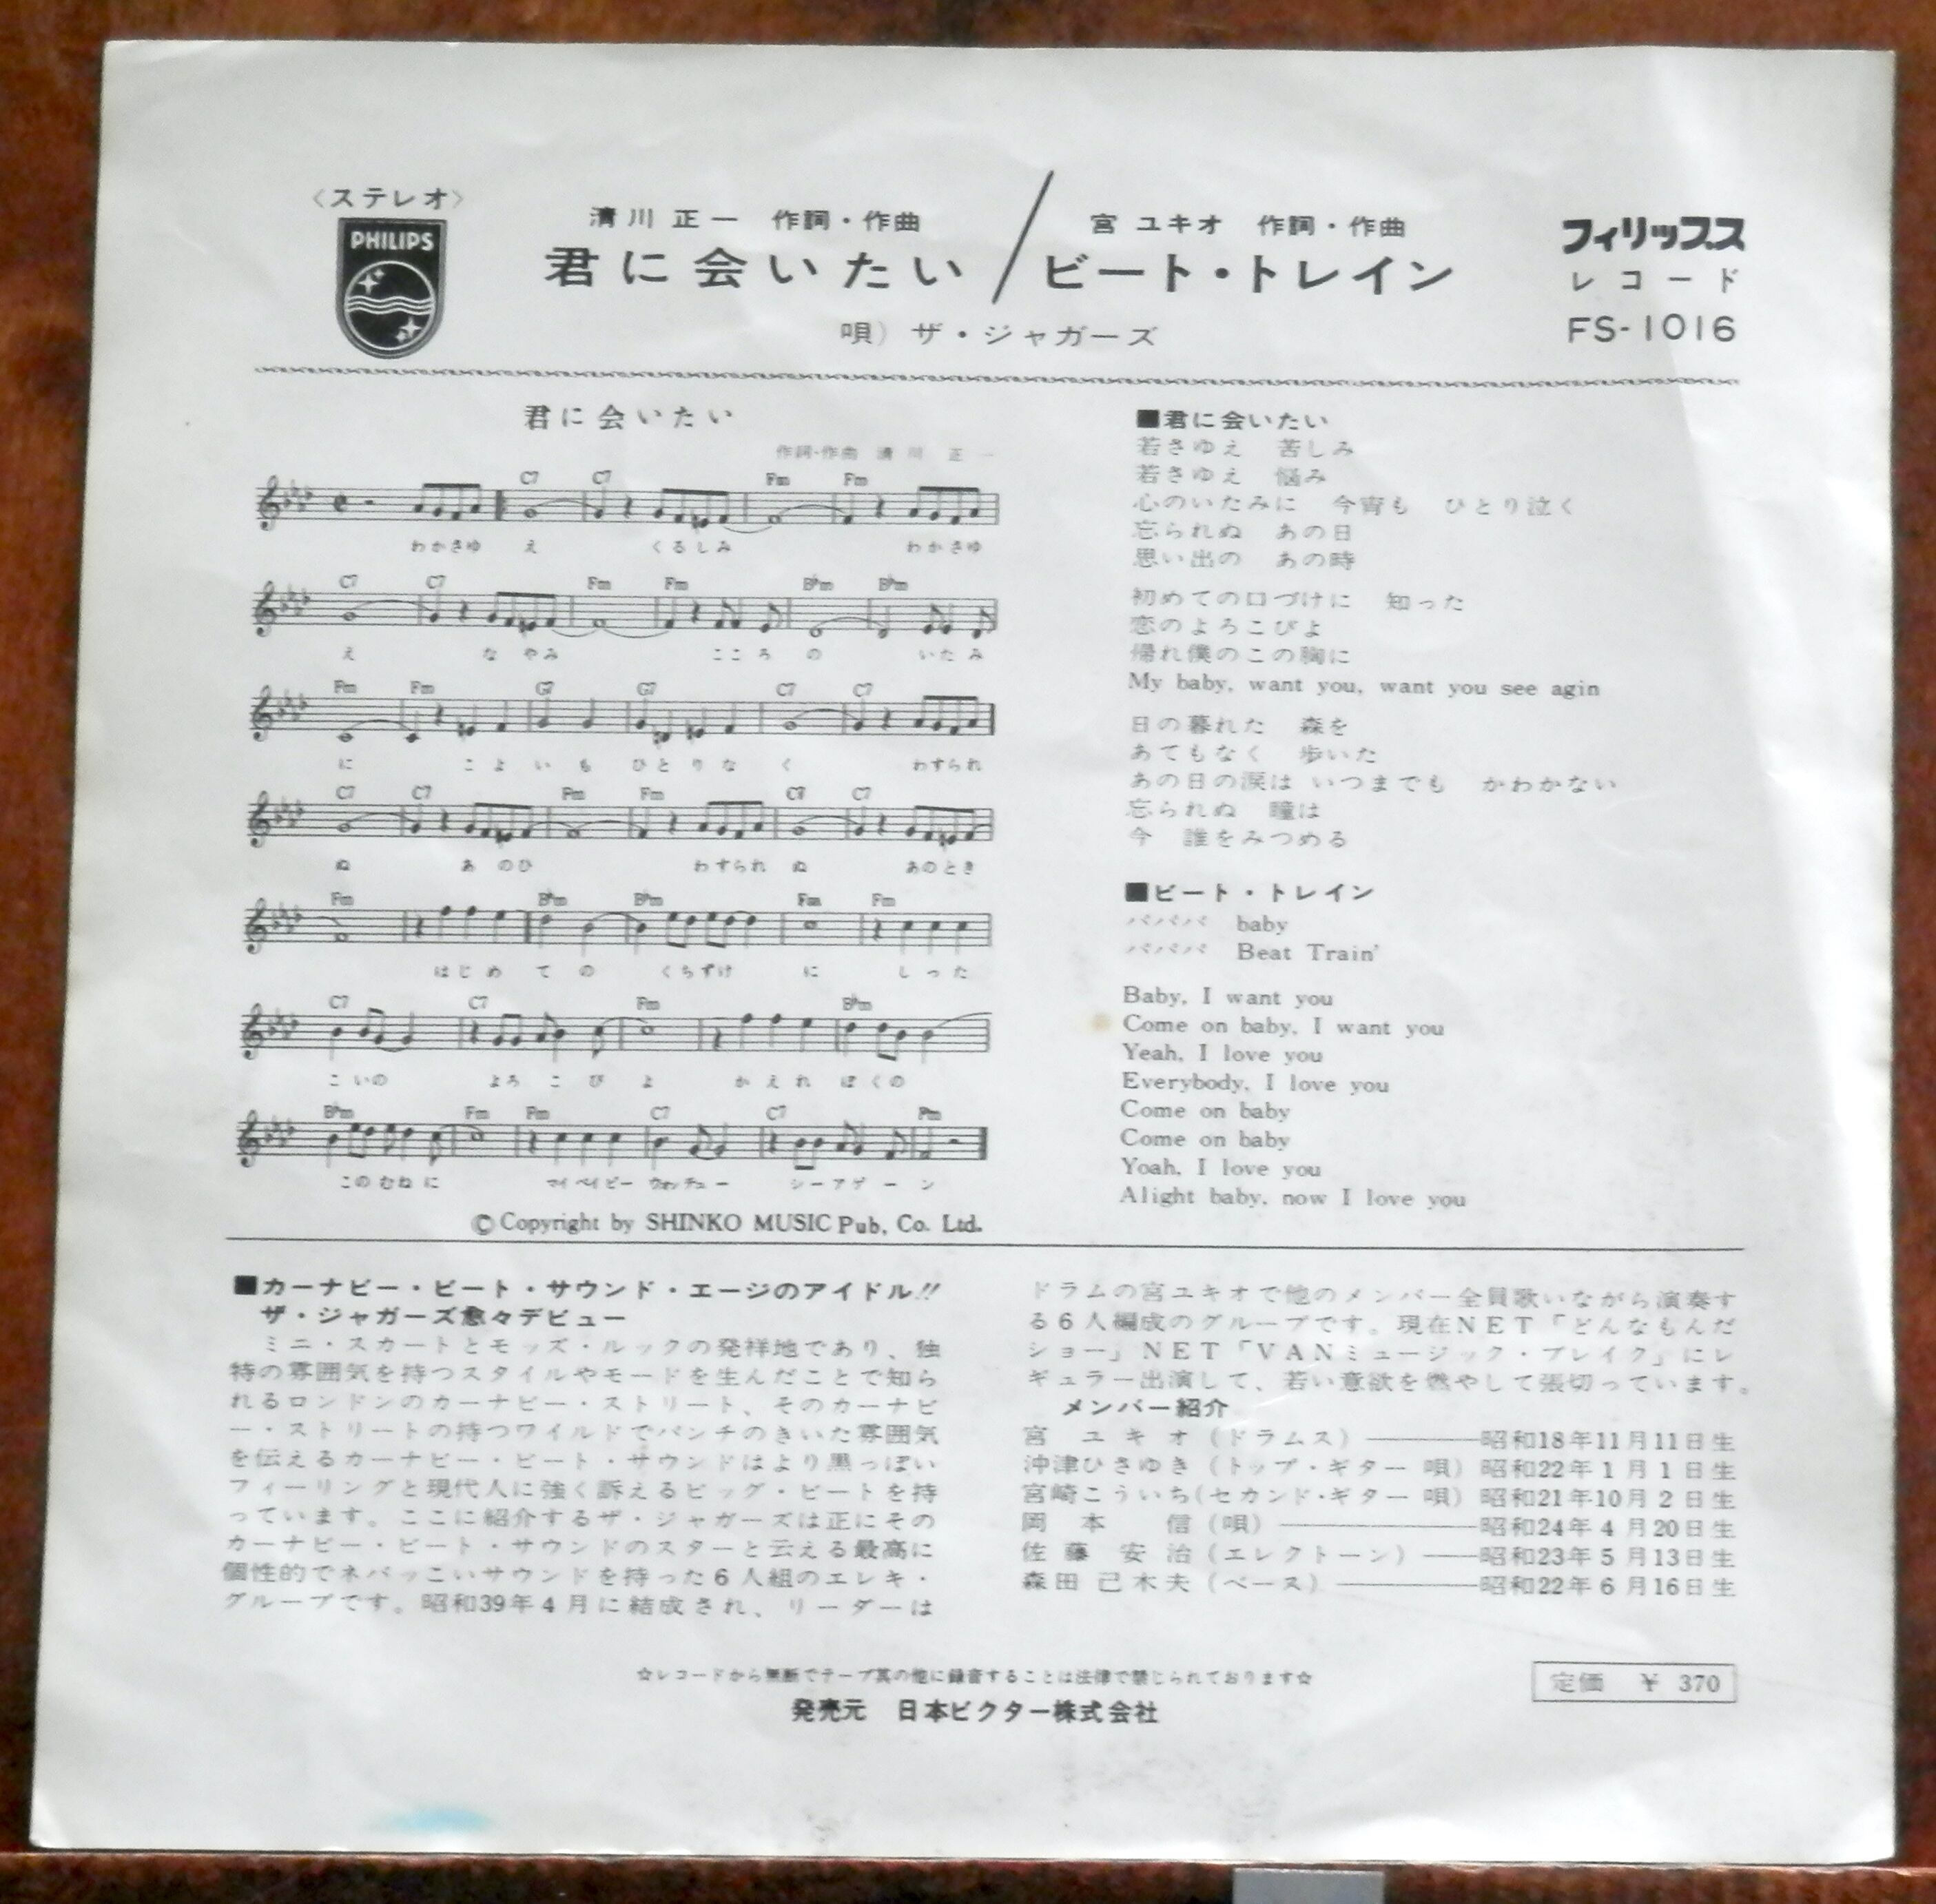 〈ステレオ〉
PHILIPS
清川正一 作詞・作曲
君に会いたい
宮ユキオ 作詞・作曲
ビート・トレイン
唄）ザ・ジャガーズ
フィリップス
レコード
FS-1016
君に会いたい
作詞・作曲 清川正一
C7 C7 Fm Fm
わかさゆ え くるしみ わかさゆ
C7 C7 Fm Fm B♭m B♭m
え なやみ こころ の いたみ
Fm Fm G7 G7 C7 C7
に こよいも ひとりなく わすられ
C7 C7 Fm Fm C7 C7
ぬ あのひ わすられ ぬ あのとき
Fm B♭m B♭m Fm Fm
はじめ ての くちずけ に しった
C7 C7 Fm B♭m
こいの よろこびよ かえれ ぼくの
B♭m Fm Fm C7 C7 Fm
このむねに マイベイビー ウォンチュー シーアゲーン
©Copyright by SHINKO MUSIC Pub, Co. Ltd.
■君に会いたい
若さゆえ 苦しみ
若さゆえ 悩み
心のいたみに 今宵も ひとり泣く
忘られぬ あの日
思い出の あの時
初めての口づけに 知った
恋のよろこびよ
帰れ僕のこの胸に
My baby, want you, want you see agin
日の暮れた 森を
あてもなく 歩いた
あの日の涙は いつまでも かわかない
忘られぬ 瞳は
今 誰をみつめる
■ビート・トレイン
パパパパ baby
パパパパ Beat Train'
Baby, I want you
Come on baby, I want you
Yeah, I love you
Everybody, I love you
Come on baby
Come on baby
Yoah, I love you
Alight baby, now I love you
■カーナビー・ビート・サウンド・エージのアイドル!!
ザ・ジャガーズ愈々デビュー
ミニ・スカートとモッズ・ルックの発祥地であり、独
特の雰囲気を持つスタイルやモードを生んだことで知ら
れるロンドンのカーナビー・ストリート、そのカーナビ
ー・ストリートの持つワイルドでパンチのきいた雰囲気
を伝えるカーナビー・ビート・サウンドはより黒っぽい
フィーリングと現代人に強く訴えるビッグ・ビートを持
っています。ここに紹介するザ・ジャガーズは正にその
カーナビー・ビート・サウンドのスターと云える最高に
個性的でネバっこいサウンドを持った6人組のエレキ・
グループです。昭和39年4月に結成され、リーダーは
ドラムの宮ユキオで他のメンバー全員歌いながら演奏す
る6人編成のグループです。現在NET「どんなもんだ
ショー」NET「VANミュージック・ブレイク」にレ
ギュラー出演して、若い意欲を燃やして張切っています。
メンバー紹介
宮ユキオ（ドラムス）――昭和18年11月11日生
沖津ひさゆき（トップ・ギター 唄）昭和22年1月1日生
宮崎こういち（セカンド・ギター 唄）昭和21年10月2日生
岡本信（唄）――昭和24年4月20日生
佐藤安治（エレクトーン）――昭和23年5月13日生
森田己木夫（ベース）――昭和22年6月16日生
☆レコードから無断でテープ其の他に録音することは法律で禁じられております☆
発売元 日本ビクター株式会社
定価 ￥370